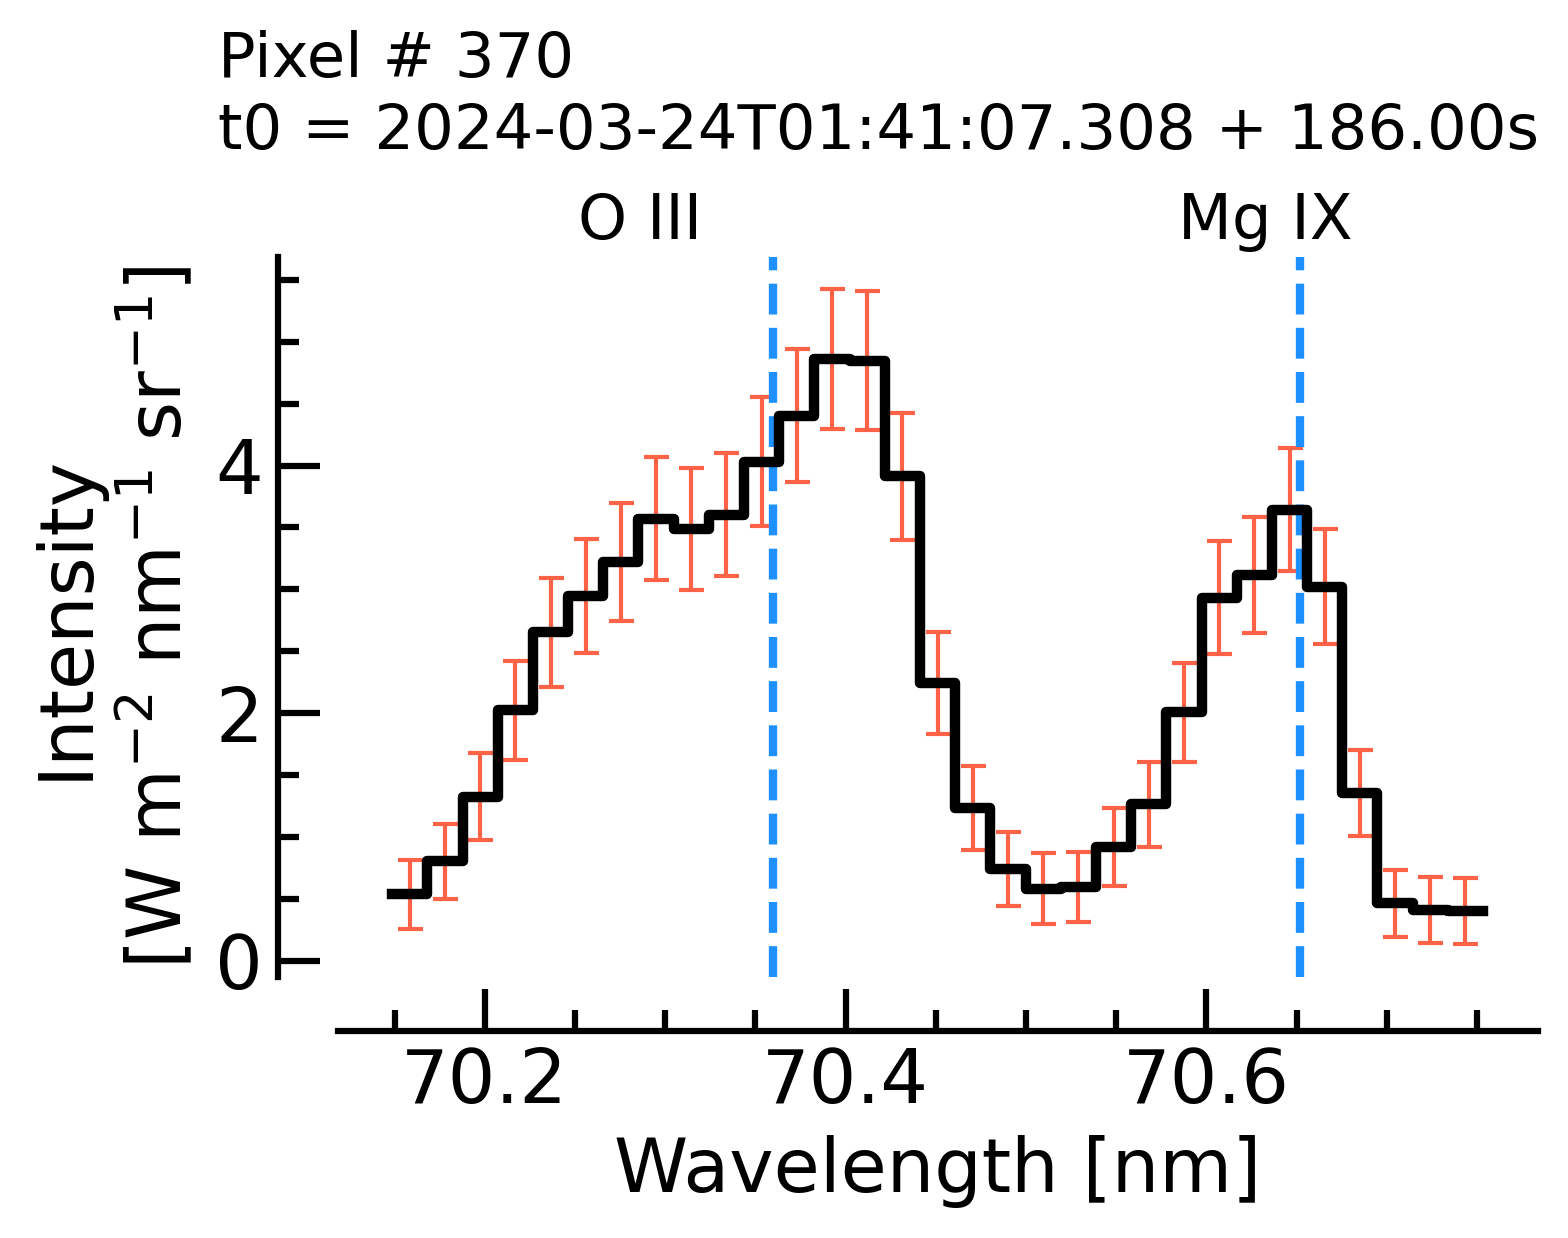 Pixel # 370
t0 = 2024-03-24T01:41:07.308 + 186.00s
O III
Mg IX
Intensity
[W m⁻² nm⁻¹ sr⁻¹]
4
2
0
70.2
70.4
70.6
Wavelength [nm]